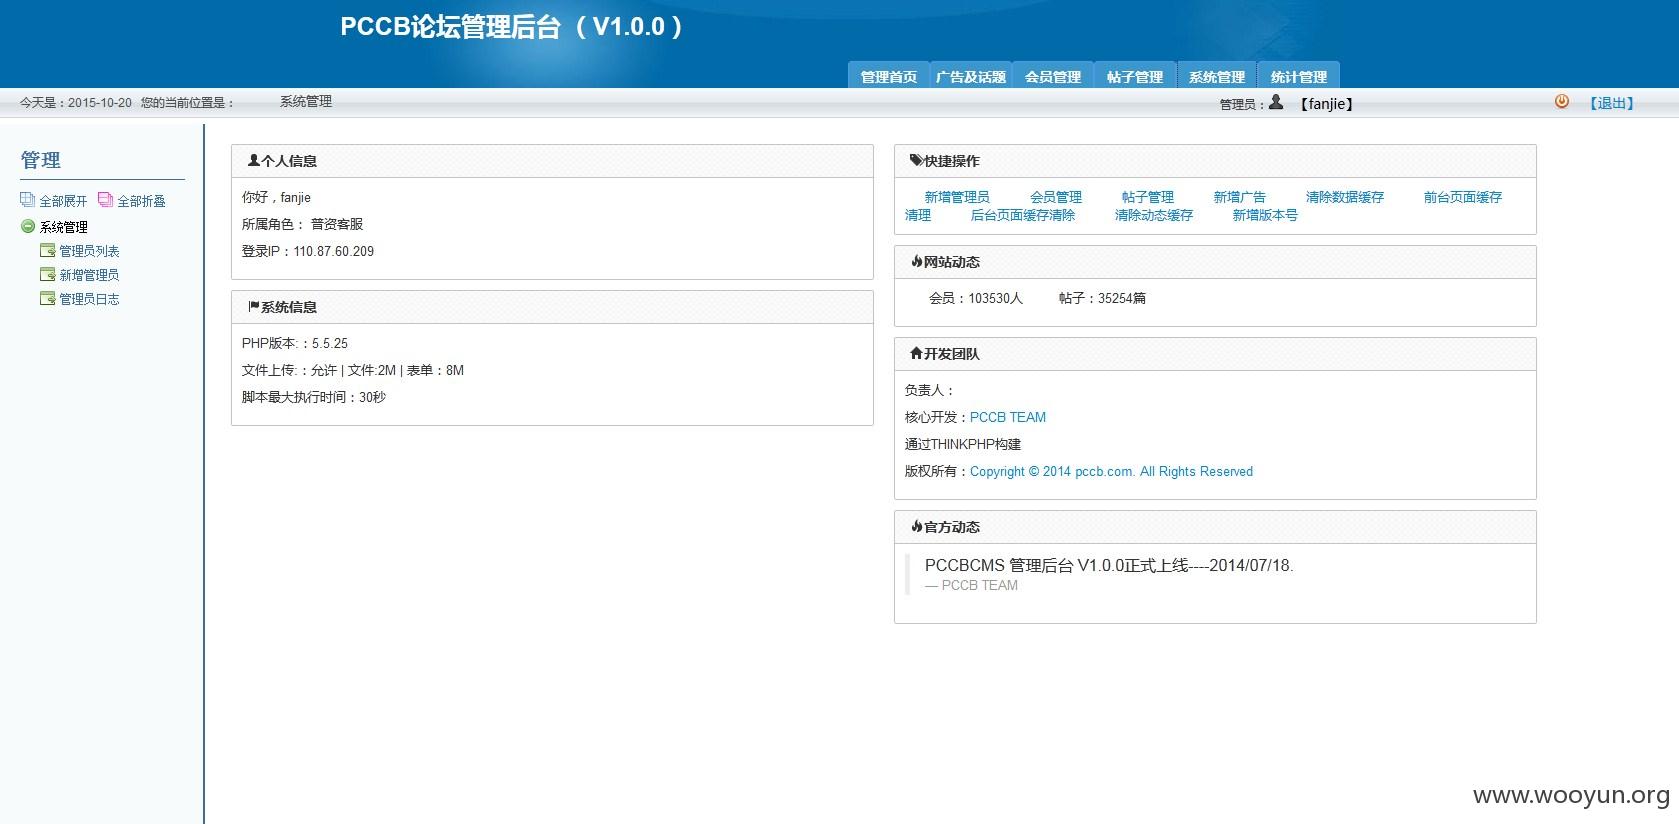 PCCB论坛管理后台 （V1.0.0）
管理首页 广告及话题 会员管理 帖子管理 系统管理 统计管理
今天是：2015-10-20 您的当前位置是： 系统管理 管理员： 【fanjie】 【退出】
管理
全部展开 全部折叠
系统管理
管理员列表
新增管理员
管理员日志
个人信息
你好，fanjie
所属角色： 普资客服
登录IP：110.87.60.209
系统信息
PHP版本:：5.5.25
文件上传:：允许 | 文件:2M | 表单：8M
脚本最大执行时间：30秒
快捷操作
新增管理员 会员管理 帖子管理 新增广告 清除数据缓存 前台页面缓存
清理 后台页面缓存清除 清除动态缓存 新增版本号
网站动态
会员：103530人 帖子：35254篇
开发团队
负责人：
核心开发：PCCB TEAM
通过THINKPHP构建
版权所有：Copyright © 2014 pccb.com. All Rights Reserved
官方动态
PCCBCMS 管理后台 V1.0.0正式上线----2014/07/18.
— PCCB TEAM
www.wooyun.org